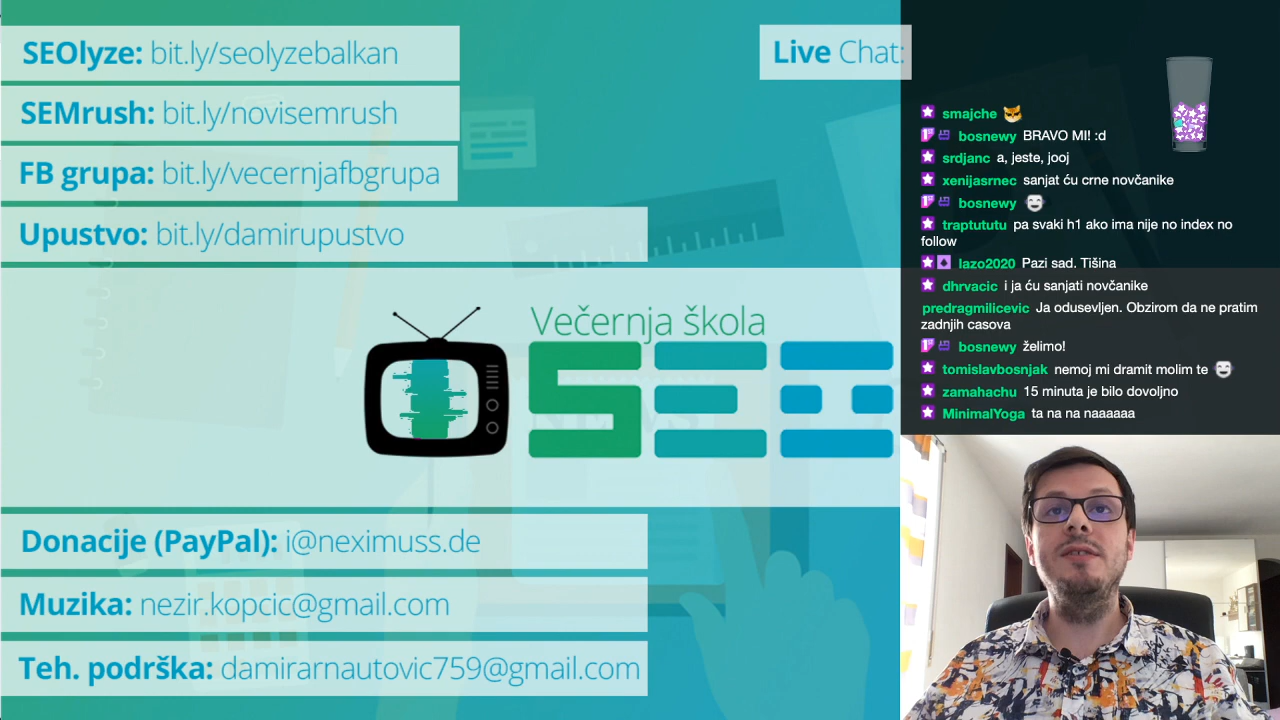 SEOlyze: bit.ly/seolyzebalkan
SEMrush: bit.ly/novisemrush
FB grupa: bit.ly/vecernjafbgrupa
Upustvo: bit.ly/damirupustvo
Večernja škola
SEO
Donacije (PayPal): i@neximuss.de
Muzika: nezir.kopcic@gmail.com
Teh. podrška: damirarnautovic759@gmail.com
Live Chat:
smajche
bosnewy BRAVO MI! :d
srdjanc a, jeste, jooj
xenijasrnec sanjat ću crne novčanike
bosnewy
traptututu pa svaki h1 ako ima nije no index no
follow
lazo2020 Pazi sad. Tišina
dhrvacic i ja ću sanjati novčanike
predragmilicevic Ja odusevljen. Obzirom da ne pratim
zadnjih casova
bosnewy želimo!
tomislavbosnjak nemoj mi dramit molim te
zamahachu 15 minuta je bilo dovoljno
MinimalYoga ta na na naaaaaa